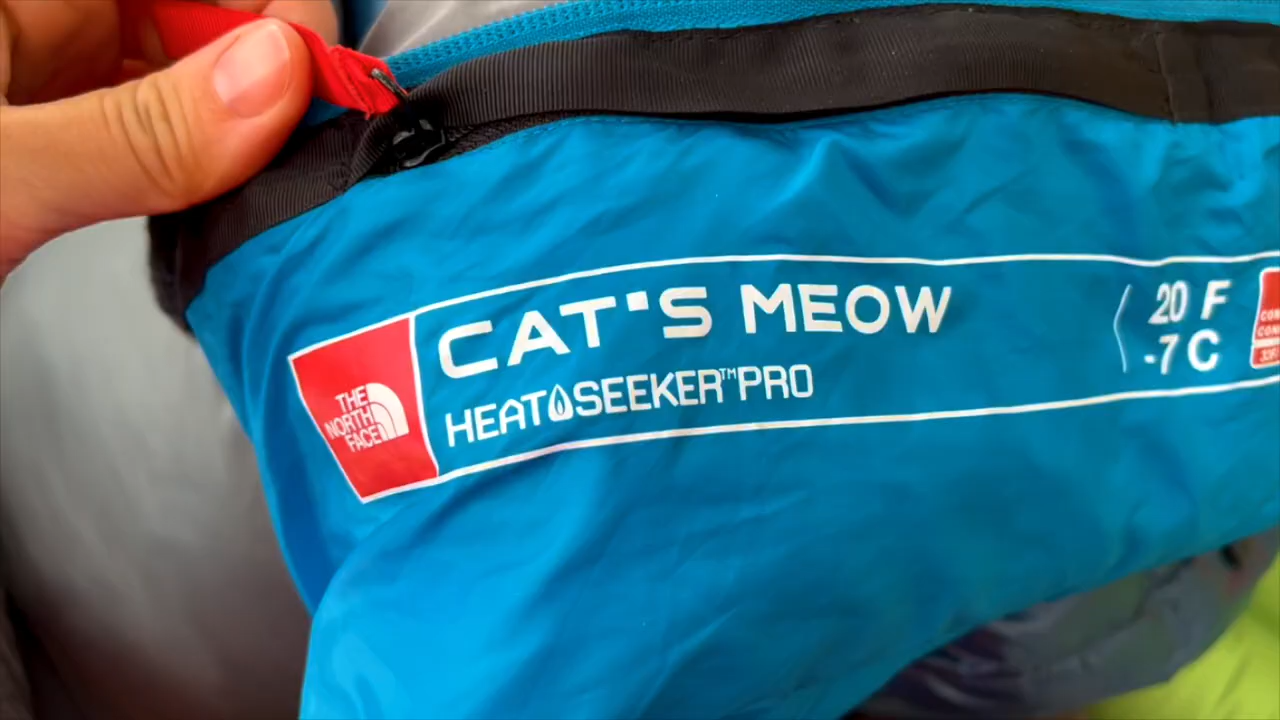 THE
NORTH
FACE
CAT'S MEOW
HEATSEEKER™PRO
20 F
-7 C